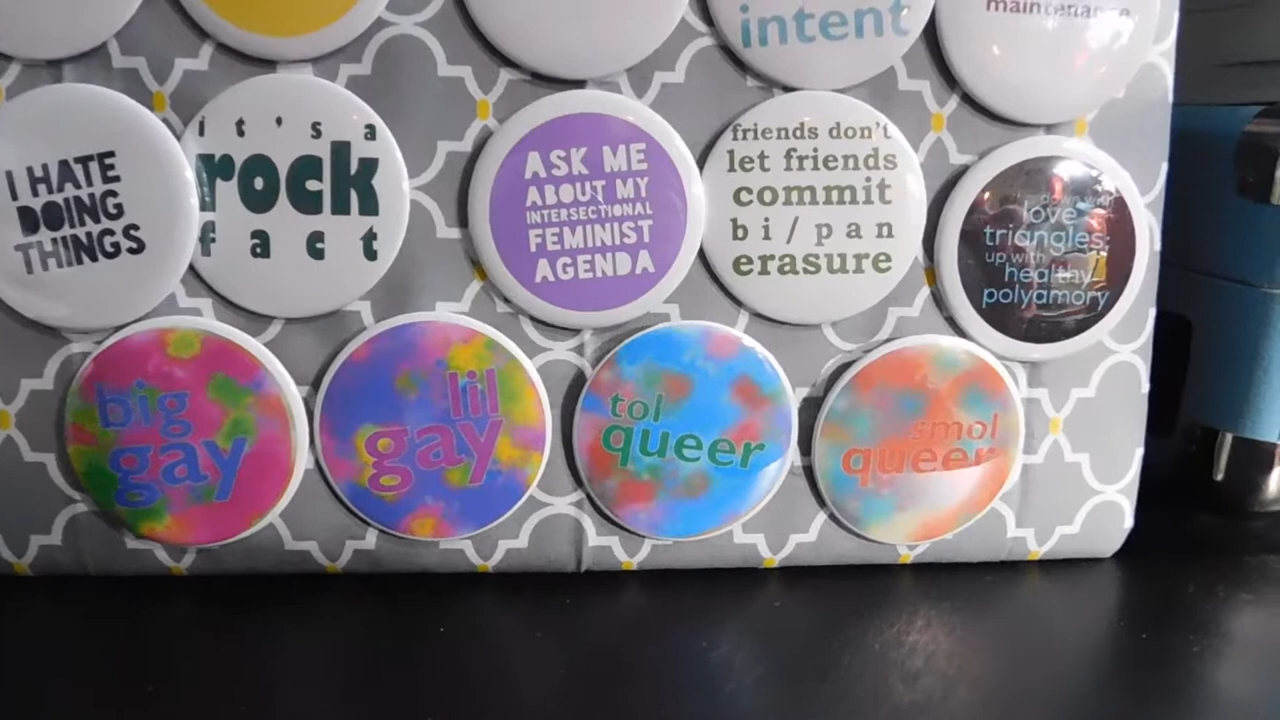 intent
maintenance
I HATE
DOING
THINGS
it's a
rock
fact
ASK ME
ABOUT MY
INTERSECTIONAL
FEMINIST
AGENDA
friends don't
let friends
commit
bi/pan
erasure
love
triangles;
up with
healthy
polyamory
big
gay
lil
gay
tol
queer
smol
queer